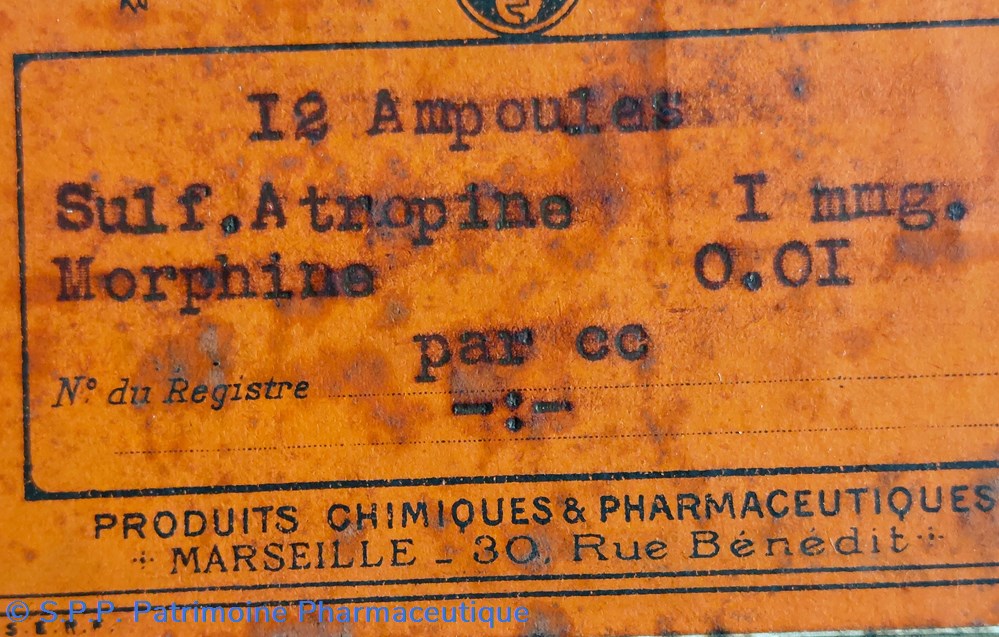 12 Ampoules
Sulf.Atropine I mmg.
Morphine 0.0I
par cc
N° du Registre
-:-
PRODUITS CHIMIQUES & PHARMACEUTIQUES
MARSEILLE - 30, Rue Bénédit
© S.P.P. Patrimoine Pharmaceutique